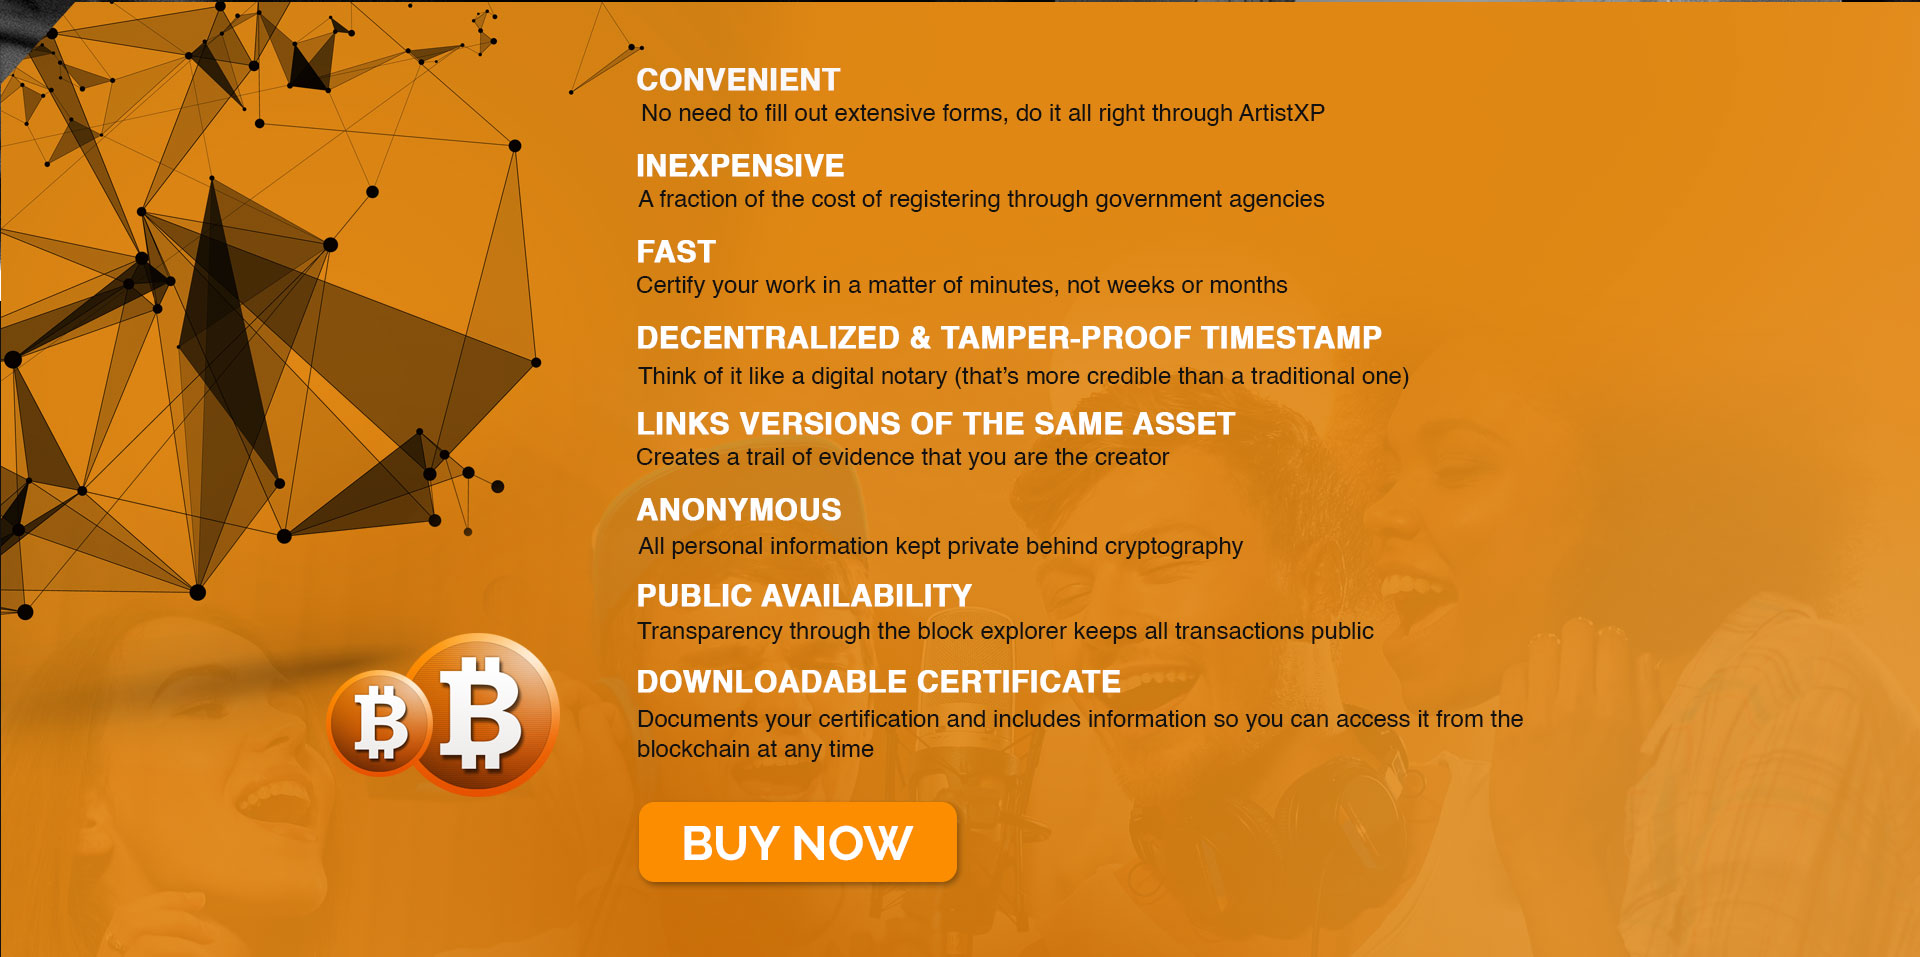 CONVENIENT
No need to fill out extensive forms, do it all right through ArtistXP
INEXPENSIVE
A fraction of the cost of registering through government agencies
FAST
Certify your work in a matter of minutes, not weeks or months
DECENTRALIZED & TAMPER-PROOF TIMESTAMP
Think of it like a digital notary (that’s more credible than a traditional one)
LINKS VERSIONS OF THE SAME ASSET
Creates a trail of evidence that you are the creator
ANONYMOUS
All personal information kept private behind cryptography
PUBLIC AVAILABILITY
Transparency through the block explorer keeps all transactions public
DOWNLOADABLE CERTIFICATE
Documents your certification and includes information so you can access it from the
blockchain at any time
BUY NOW